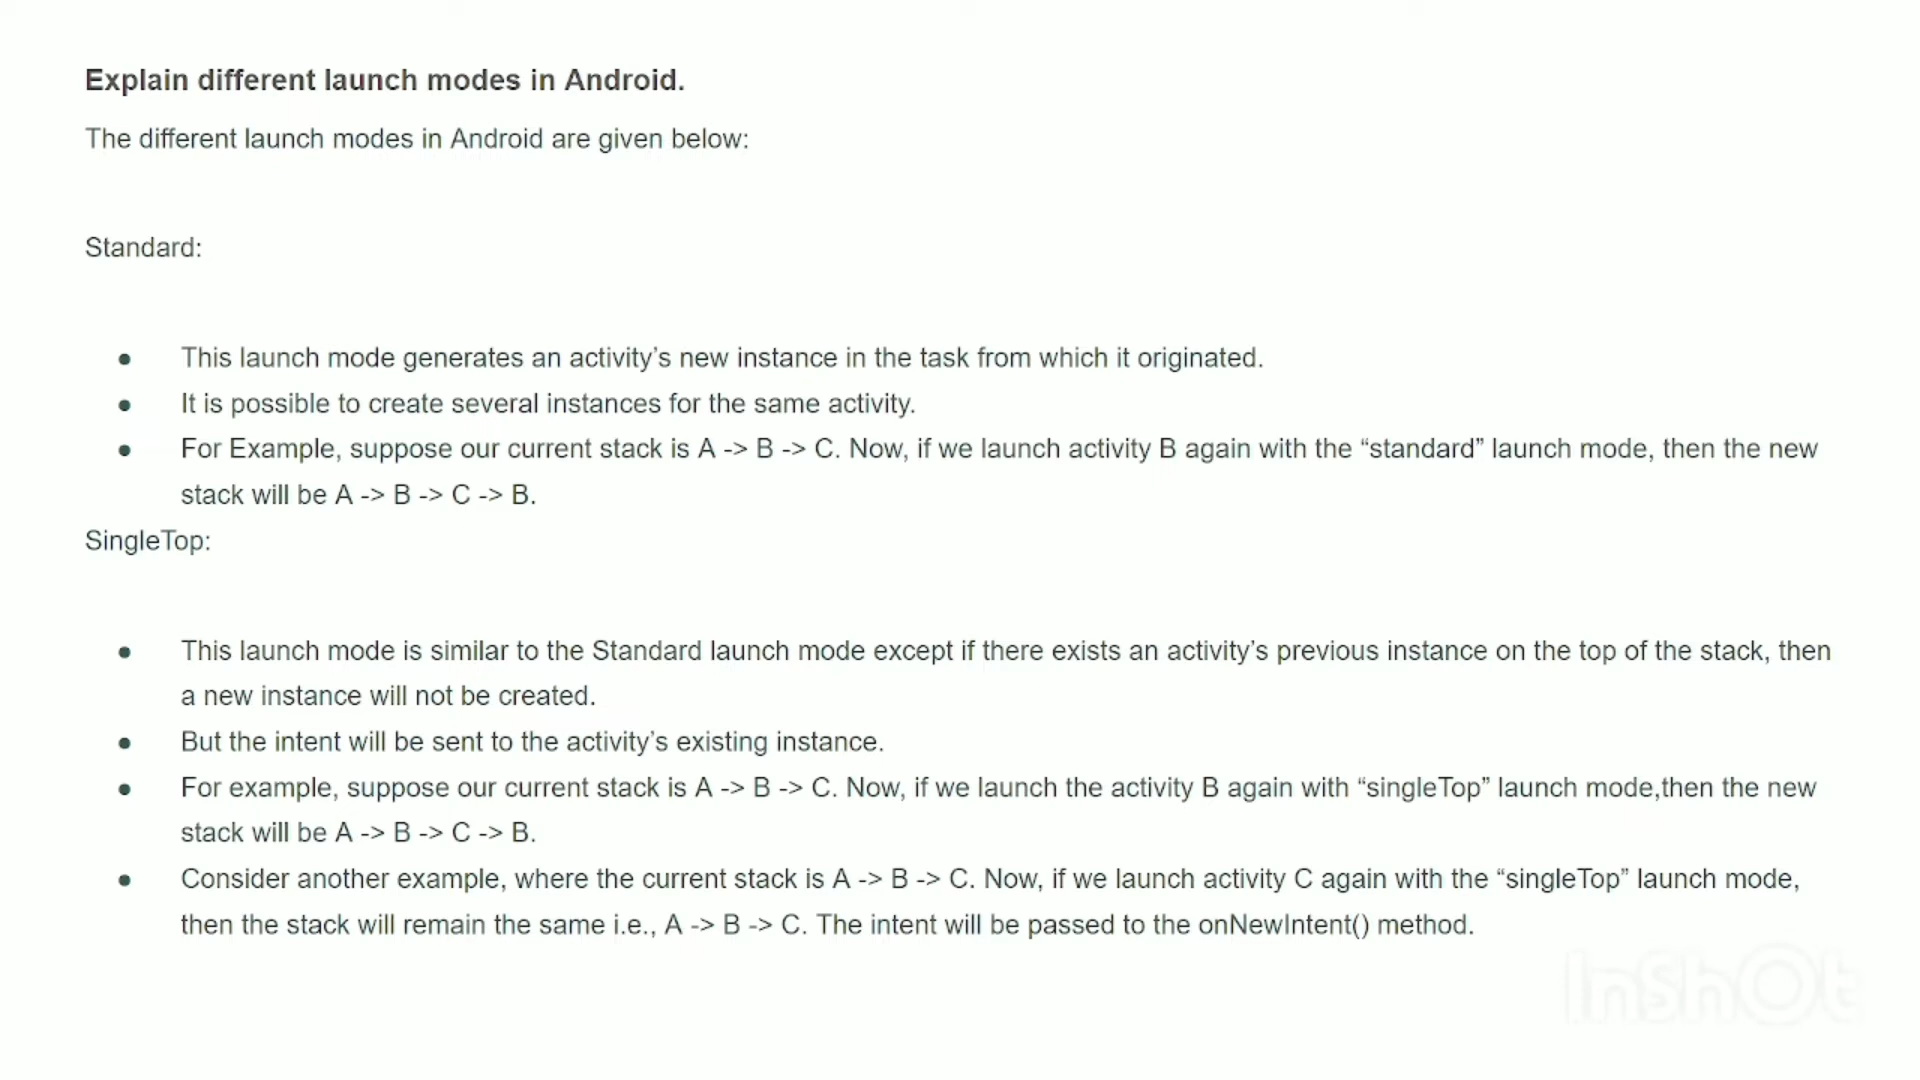 Explain different launch modes in Android.
The different launch modes in Android are given below:
Standard:
● This launch mode generates an activity’s new instance in the task from which it originated.
● It is possible to create several instances for the same activity.
● For Example, suppose our current stack is A -> B -> C. Now, if we launch activity B again with the “standard” launch mode, then the new
stack will be A -> B -> C -> B.
SingleTop:
● This launch mode is similar to the Standard launch mode except if there exists an activity’s previous instance on the top of the stack, then
a new instance will not be created.
● But the intent will be sent to the activity’s existing instance.
● For example, suppose our current stack is A -> B -> C. Now, if we launch the activity B again with “singleTop” launch mode,then the new
stack will be A -> B -> C -> B.
● Consider another example, where the current stack is A -> B -> C. Now, if we launch activity C again with the “singleTop” launch mode,
then the stack will remain the same i.e., A -> B -> C. The intent will be passed to the onNewIntent() method.
InShOt